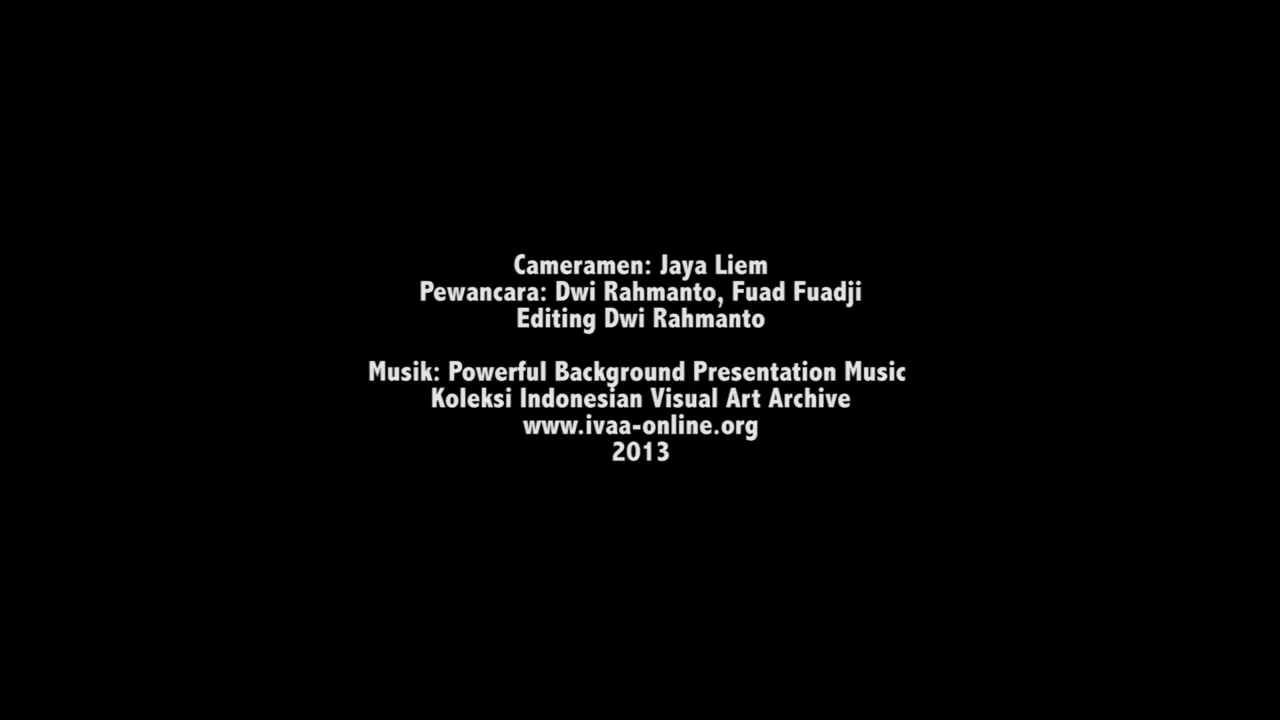 Cameramen: Jaya Liem
Pewancara: Dwi Rahmanto, Fuad Fuadji
Editing Dwi Rahmanto
Musik: Powerful Background Presentation Music
Koleksi Indonesian Visual Art Archive
www.ivaa-online.org
2013